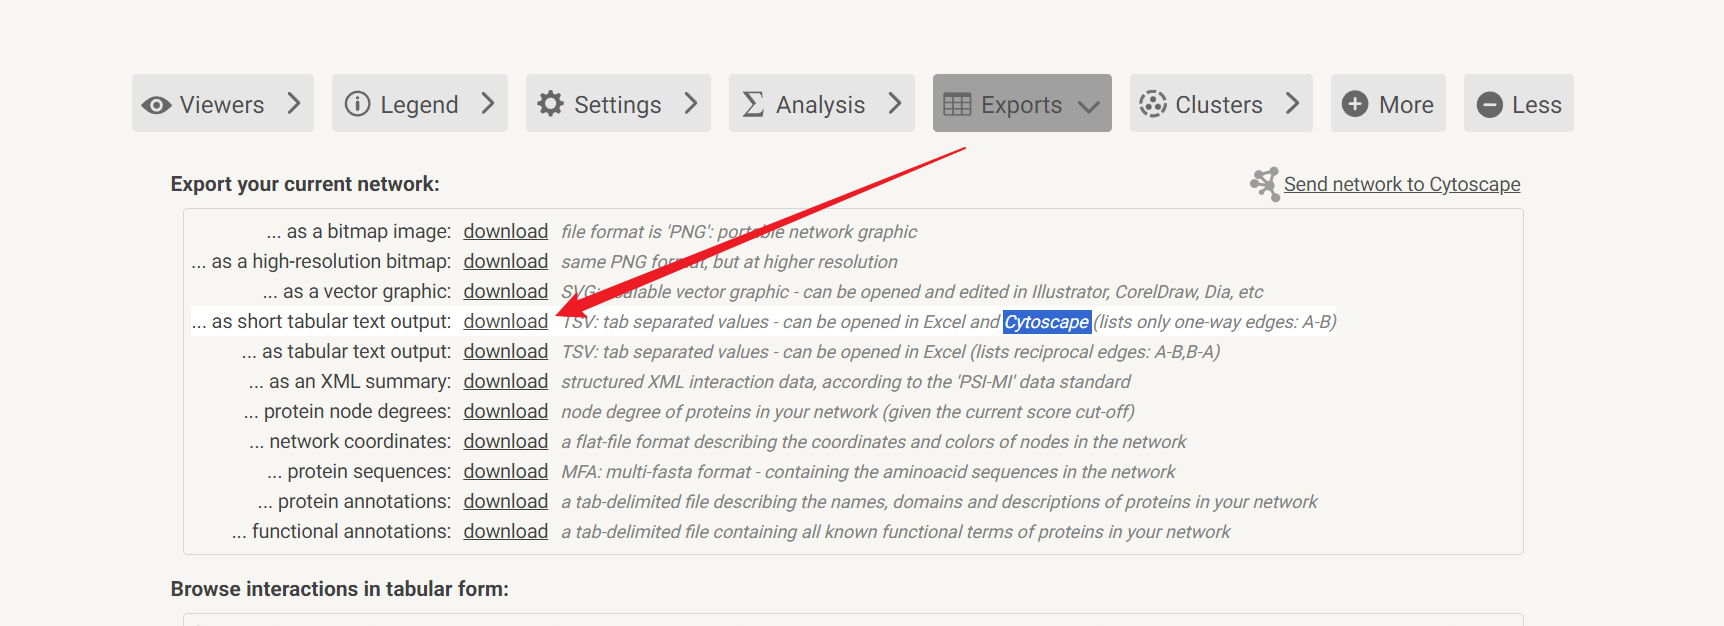 Viewers Legend Settings Analysis Exports Clusters More Less
Export your current network: Send network to Cytoscape
... as a bitmap image: download file format is 'PNG': portable network graphic
... as a high-resolution bitmap: download same PNG format, but at higher resolution
... as a vector graphic: download SVG: scalable vector graphic - can be opened and edited in Illustrator, CorelDraw, Dia, etc
... as short tabular text output: download TSV: tab separated values - can be opened in Excel and Cytoscape (lists only one-way edges: A-B)
... as tabular text output: download TSV: tab separated values - can be opened in Excel (lists reciprocal edges: A-B,B-A)
... as an XML summary: download structured XML interaction data, according to the 'PSI-MI' data standard
... protein node degrees: download node degree of proteins in your network (given the current score cut-off)
... network coordinates: download a flat-file format describing the coordinates and colors of nodes in the network
... protein sequences: download MFA: multi-fasta format - containing the aminoacid sequences in the network
... protein annotations: download a tab-delimited file describing the names, domains and descriptions of proteins in your network
... functional annotations: download a tab-delimited file containing all known functional terms of proteins in your network
Browse interactions in tabular form: